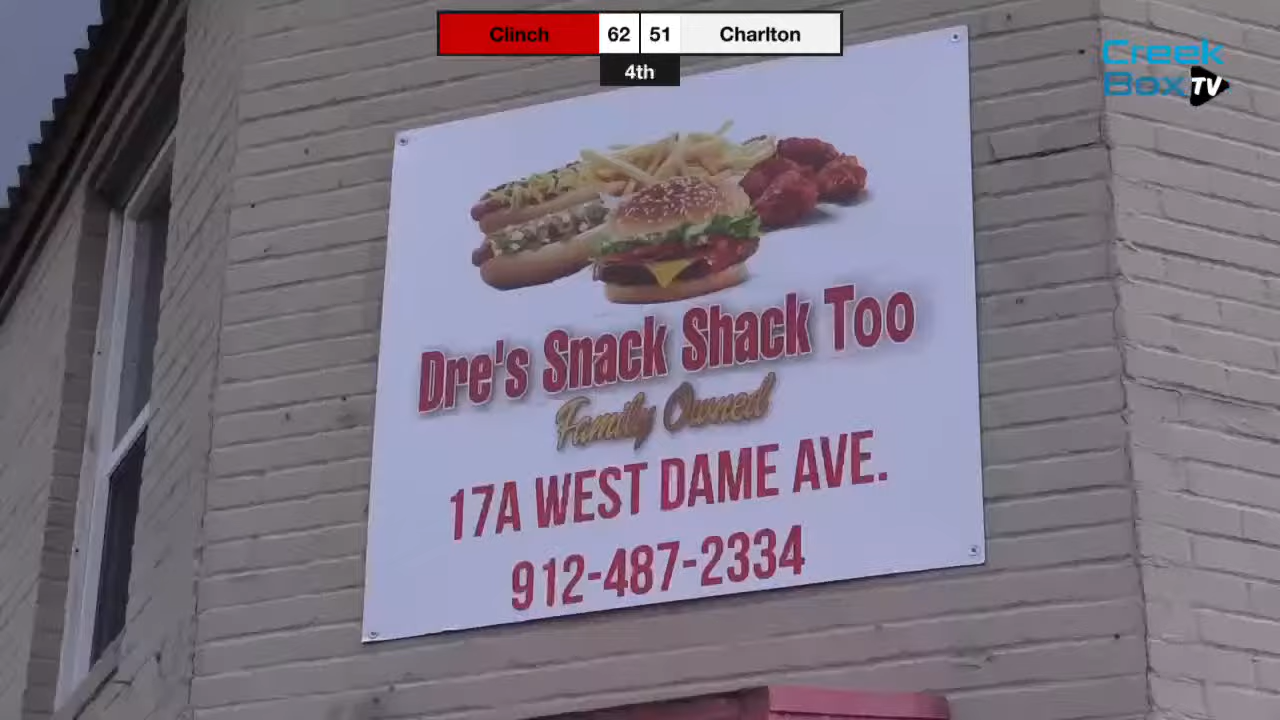 Clinch 62 51 Charlton
4th
Creek
Box TV
Dre's Snack Shack Too
Family Owned
17A WEST DAME AVE.
912-487-2334